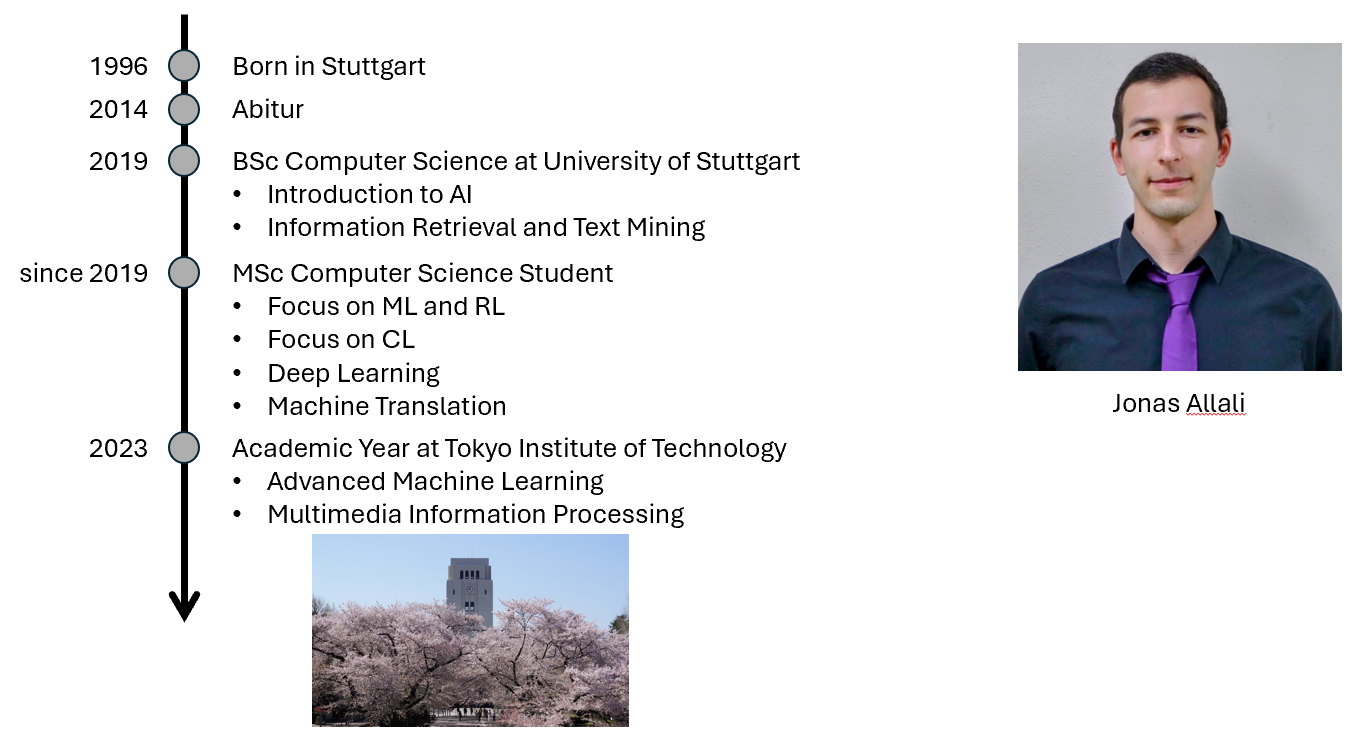 1996 Born in Stuttgart
2014 Abitur
2019 BSc Computer Science at University of Stuttgart
• Introduction to AI
• Information Retrieval and Text Mining
since 2019 MSc Computer Science Student
• Focus on ML and RL
• Focus on CL
• Deep Learning
• Machine Translation
2023 Academic Year at Tokyo Institute of Technology
• Advanced Machine Learning
• Multimedia Information Processing
Jonas Allali